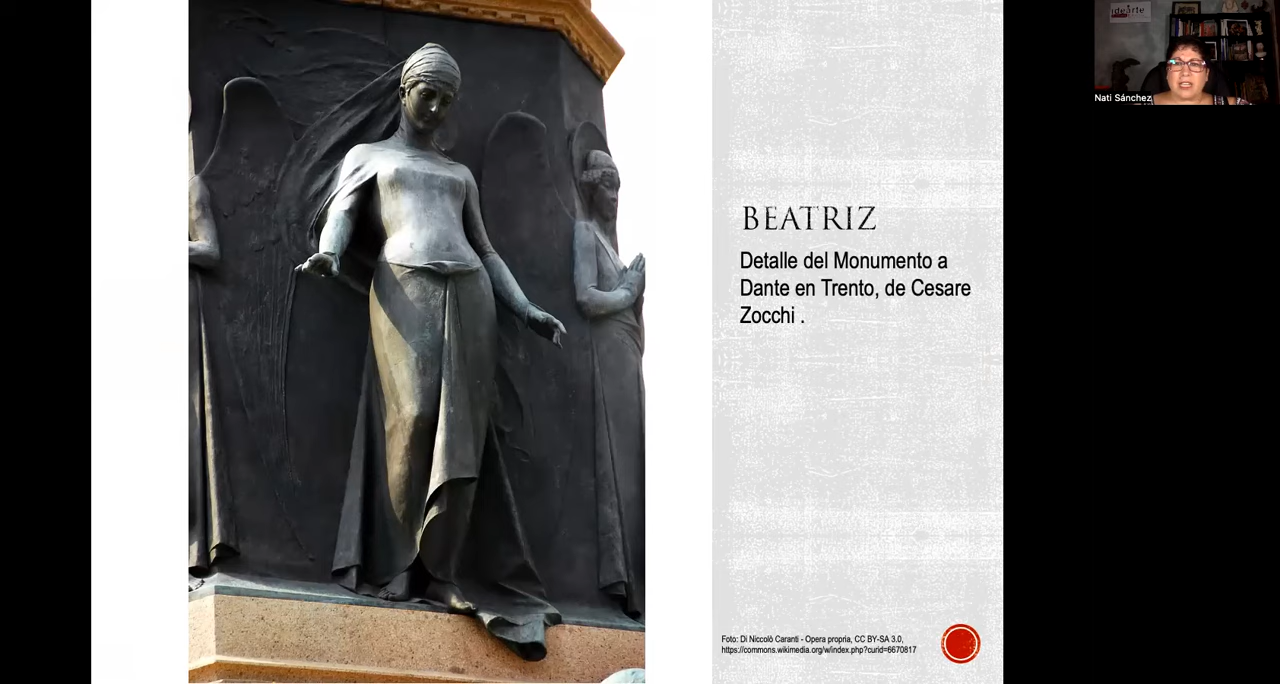 BEATRIZ
Detalle del Monumento a
Dante en Trento, de Cesare
Zocchi .
Foto: Di Niccolò Caranti - Opera propria, CC BY-SA 3.0,
https://commons.wikimedia.org/w/index.php?curid=6670817
idearte
Nati Sánchez